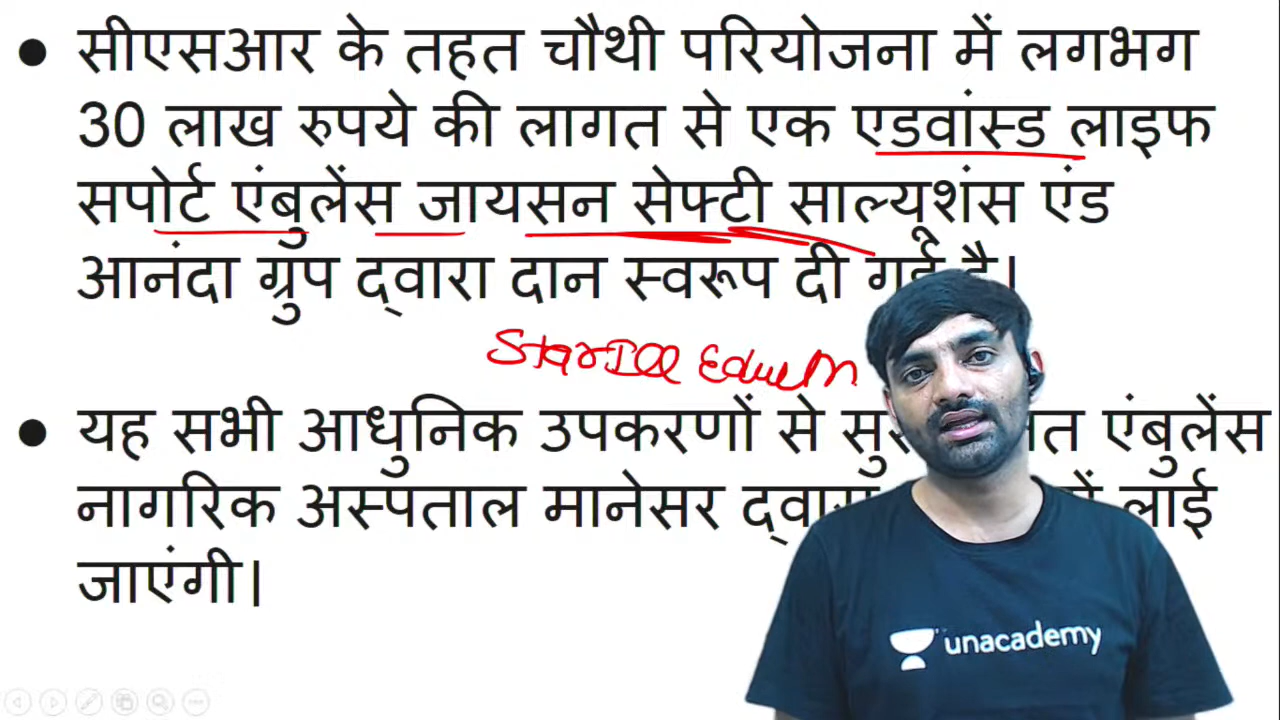 ● सीएसआर के तहत चौथी परियोजना में लगभग
30 लाख रुपये की लागत से एक एडवांस्ड लाइफ
सपोर्ट एंबुलेंस जायसन सेफ्टी साल्यूशंस एंड
आनंदा ग्रुप द्वारा दान स्वरूप दी गई है।
● यह सभी आधुनिक उपकरणों से एंबुलेंस
नागरिक अस्पताल मानेसर द्वारा लाई
जाएंगी।
unacademy